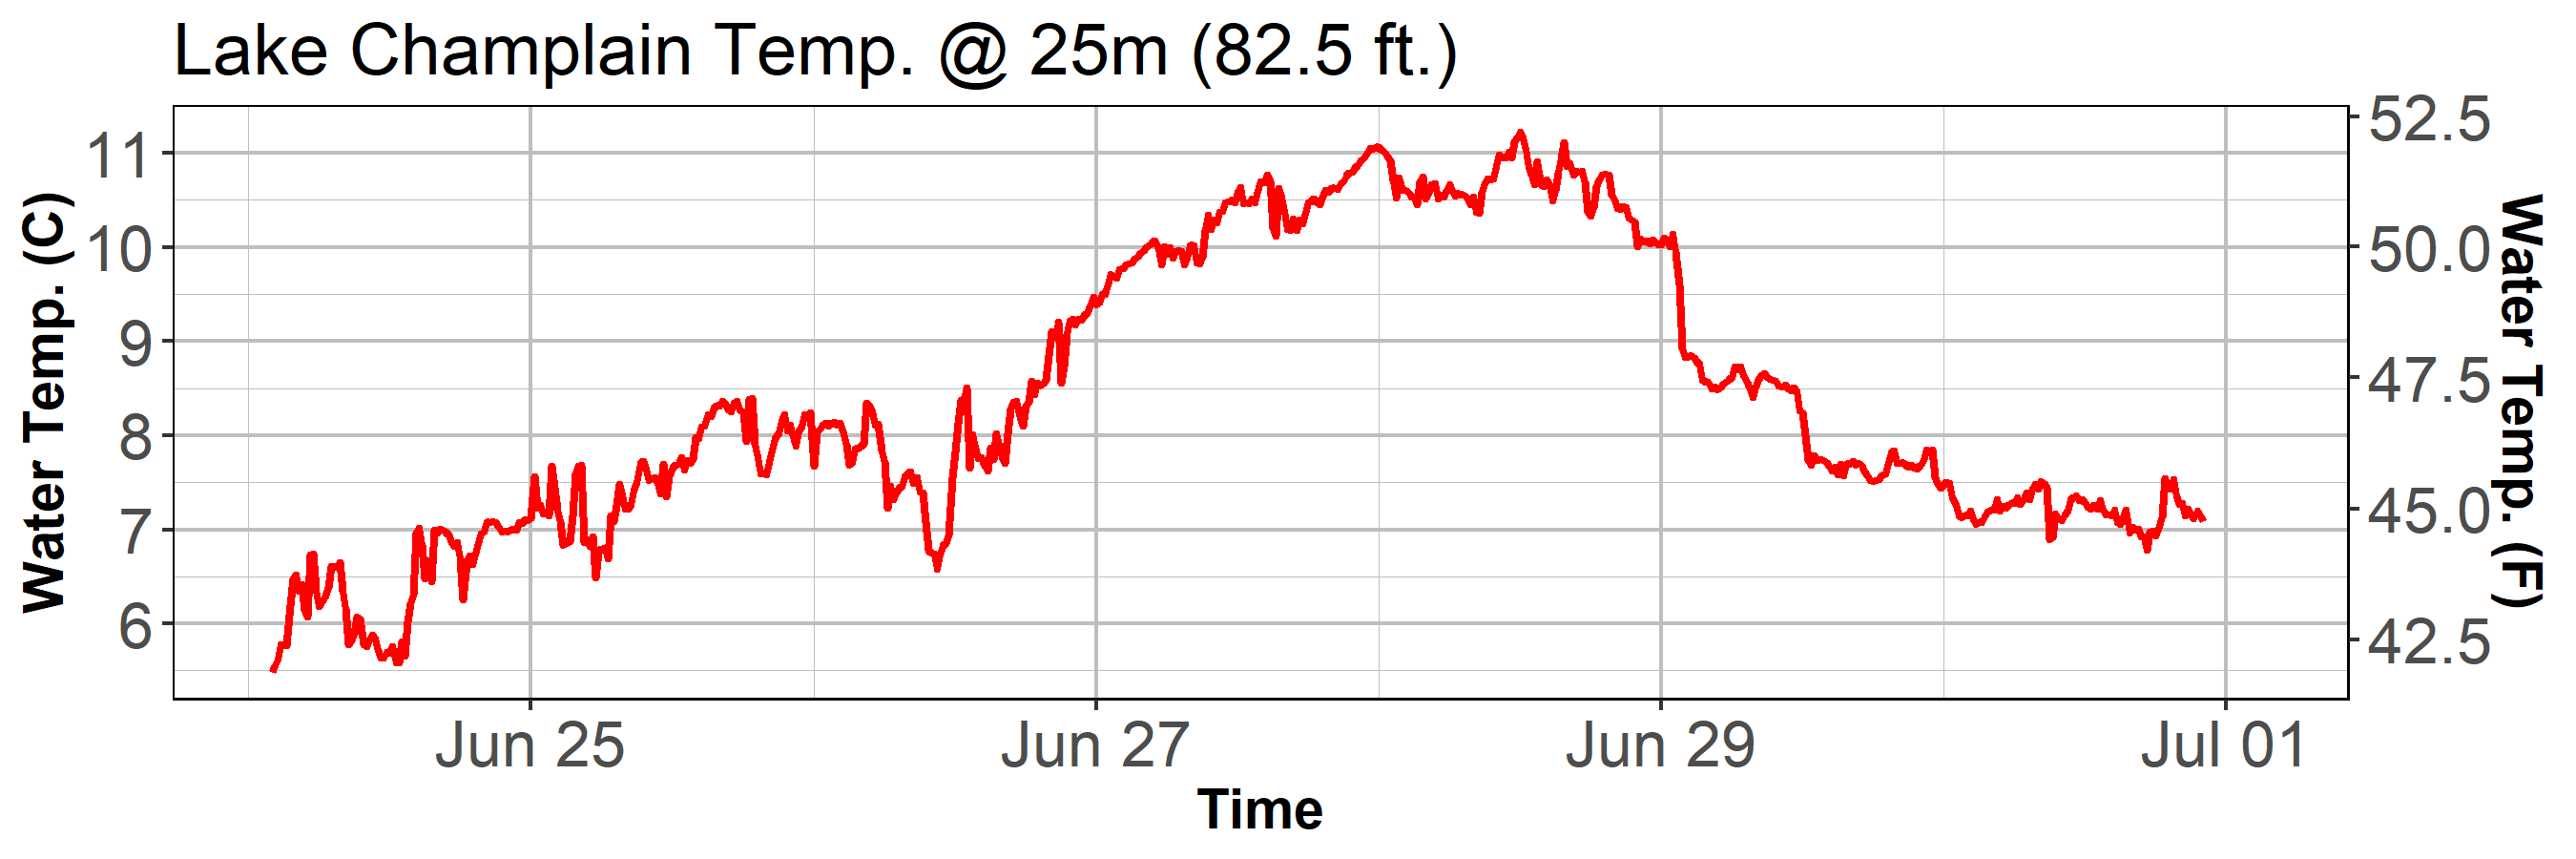 Lake Champlain Temp. @ 25m (82.5 ft.)
Water Temp. (C)
11
10
9
8
7
6
52.5
50.0
47.5
45.0
42.5
Water Temp. (F)
Jun 25
Jun 27
Jun 29
Jul 01
Time